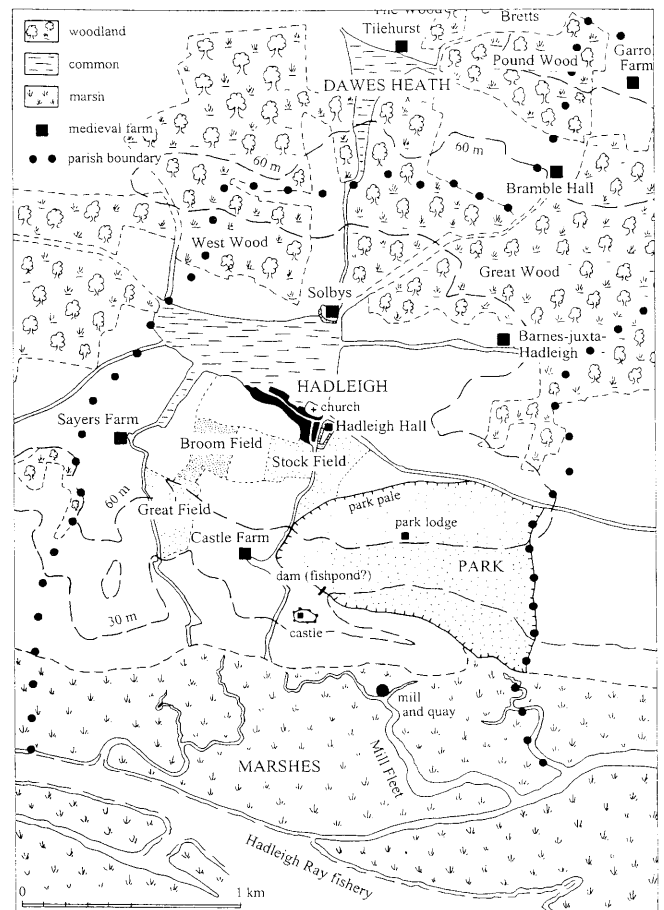 woodland
common
marsh
medieval farm
parish boundary
The Wood
Tilehurst
Bretts
Pound Wood
Garrol
Farm
DAWES HEATH
60 m
60 m
Bramble Hall
West Wood
Great Wood
Solbys
Barnes-juxta-
Hadleigh
HADLEIGH
church
Hadleigh Hall
Sayers Farm
Broom Field
Stock Field
60 m
Great Field
park pale
park lodge
Castle Farm
PARK
dam (fishpond?)
30 m
castle
mill
and quay
MARSHES
Mill Fleet
Hadleigh Ray fishery
0 1 km